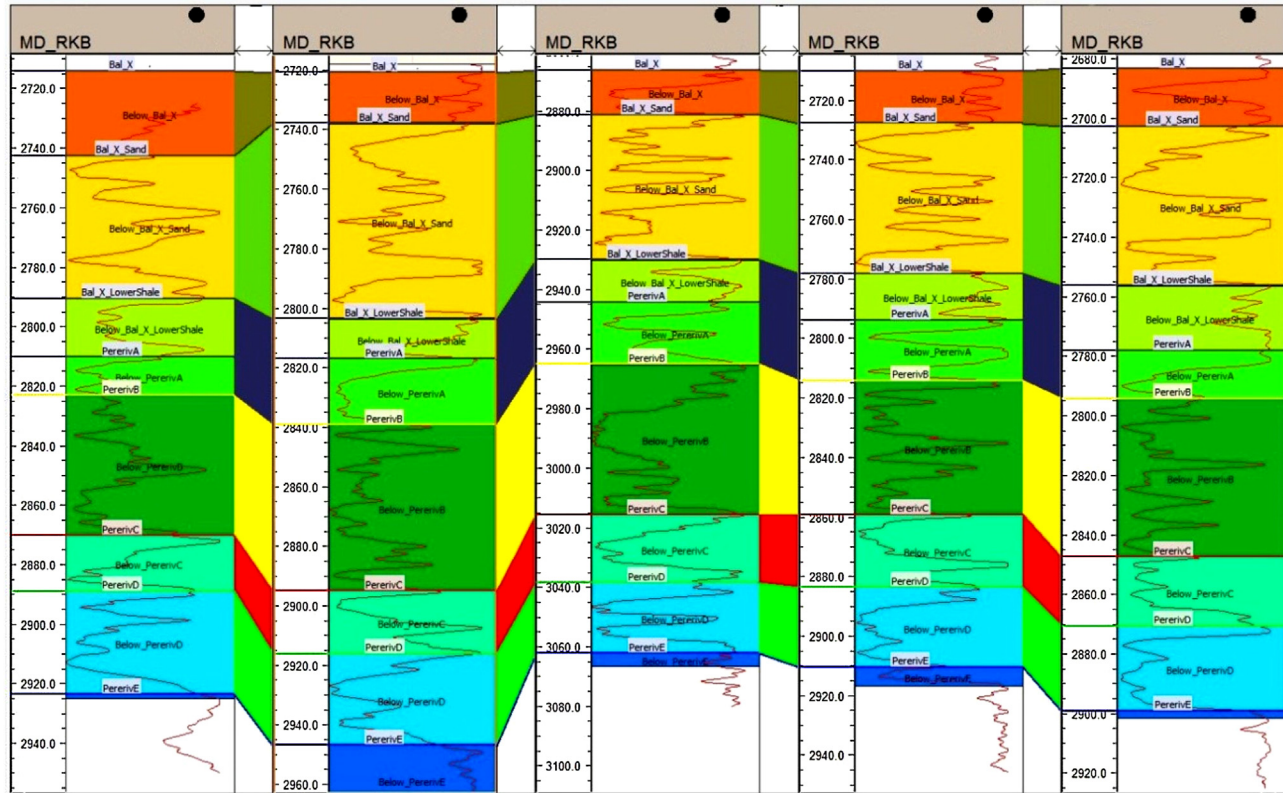 MD_RKB
Bal_X
2720.0
Below_Bal_X
2740.0
Bal_X_Sand
2760.0
Below_Bal_X_Sand
2780.0
Bal_X_LowerShale
2800.0
Below_Bal_X_LowerShale
PererivA
2820.0
Below_PererivA
PererivB
2840.0
Below_PererivD
2860.0
PererivC
2880.0
Below_PererivC
PererivD
2900.0
Below_PererivD
2920.0
PererivE
2940.0
MD_RKB
Bal_X
2720.0
Below_Bal_X
Bal_X_Sand
2740.0
2760.0
Below_Bal_X_Sand
2780.0
2800.0
Bal_X_LowerShale
Below_Bal_X_LowerShale
PererivA
2820.0
Below_PererivA
PererivB
2840.0
2860.0
Below_PererivB
2880.0
PererivC
2900.0
Below_PererivC
PererivD
2920.0
Below_PererivD
2940.0
PererivE
2960.0
Below_PererivE
MD_RKB
Bal_X
Below_Bal_X
Bal_X_Sand
2880.0
2900.0
Below_Bal_X_Sand
2920.0
Bal_X_LowerShale
2940.0
Below_Bal_X_LowerShale
PererivA
Below_PererivA
2960.0
PererivB
2980.0
Below_PererivB
3000.0
PererivC
3020.0
Below_PererivC
3040.0
PererivD
Below_PererivD
3060.0
PererivE
3080.0
3100.0
MD_RKB
Bal_X
2720.0
Below_Bal_X
Bal_X_Sand
2740.0
Below_Bal_X_Sand
2760.0
Bal_X_LowerShale
2780.0
Below_Bal_X_LowerShale
PererivA
2800.0
Below_PererivA
PererivB
2820.0
2840.0
Below_PererivB
PererivC
2860.0
Below_PererivC
2880.0
PererivD
2900.0
Below_PererivD
PererivE
Below_PererivE
2920.0
2940.0
MD_RKB
2680.0
Bal_X
Below_Bal_X
2700.0
Bal_X_Sand
2720.0
Below_Bal_X_Sand
2740.0
Bal_X_LowerShale
2760.0
Below_Bal_X_LowerShale
2780.0
PererivA
Below_PererivA
PererivB
2800.0
2820.0
Below_PererivB
2840.0
PererivC
2860.0
Below_PererivC
PererivD
2880.0
Below_PererivD
PererivE
2900.0
2920.0